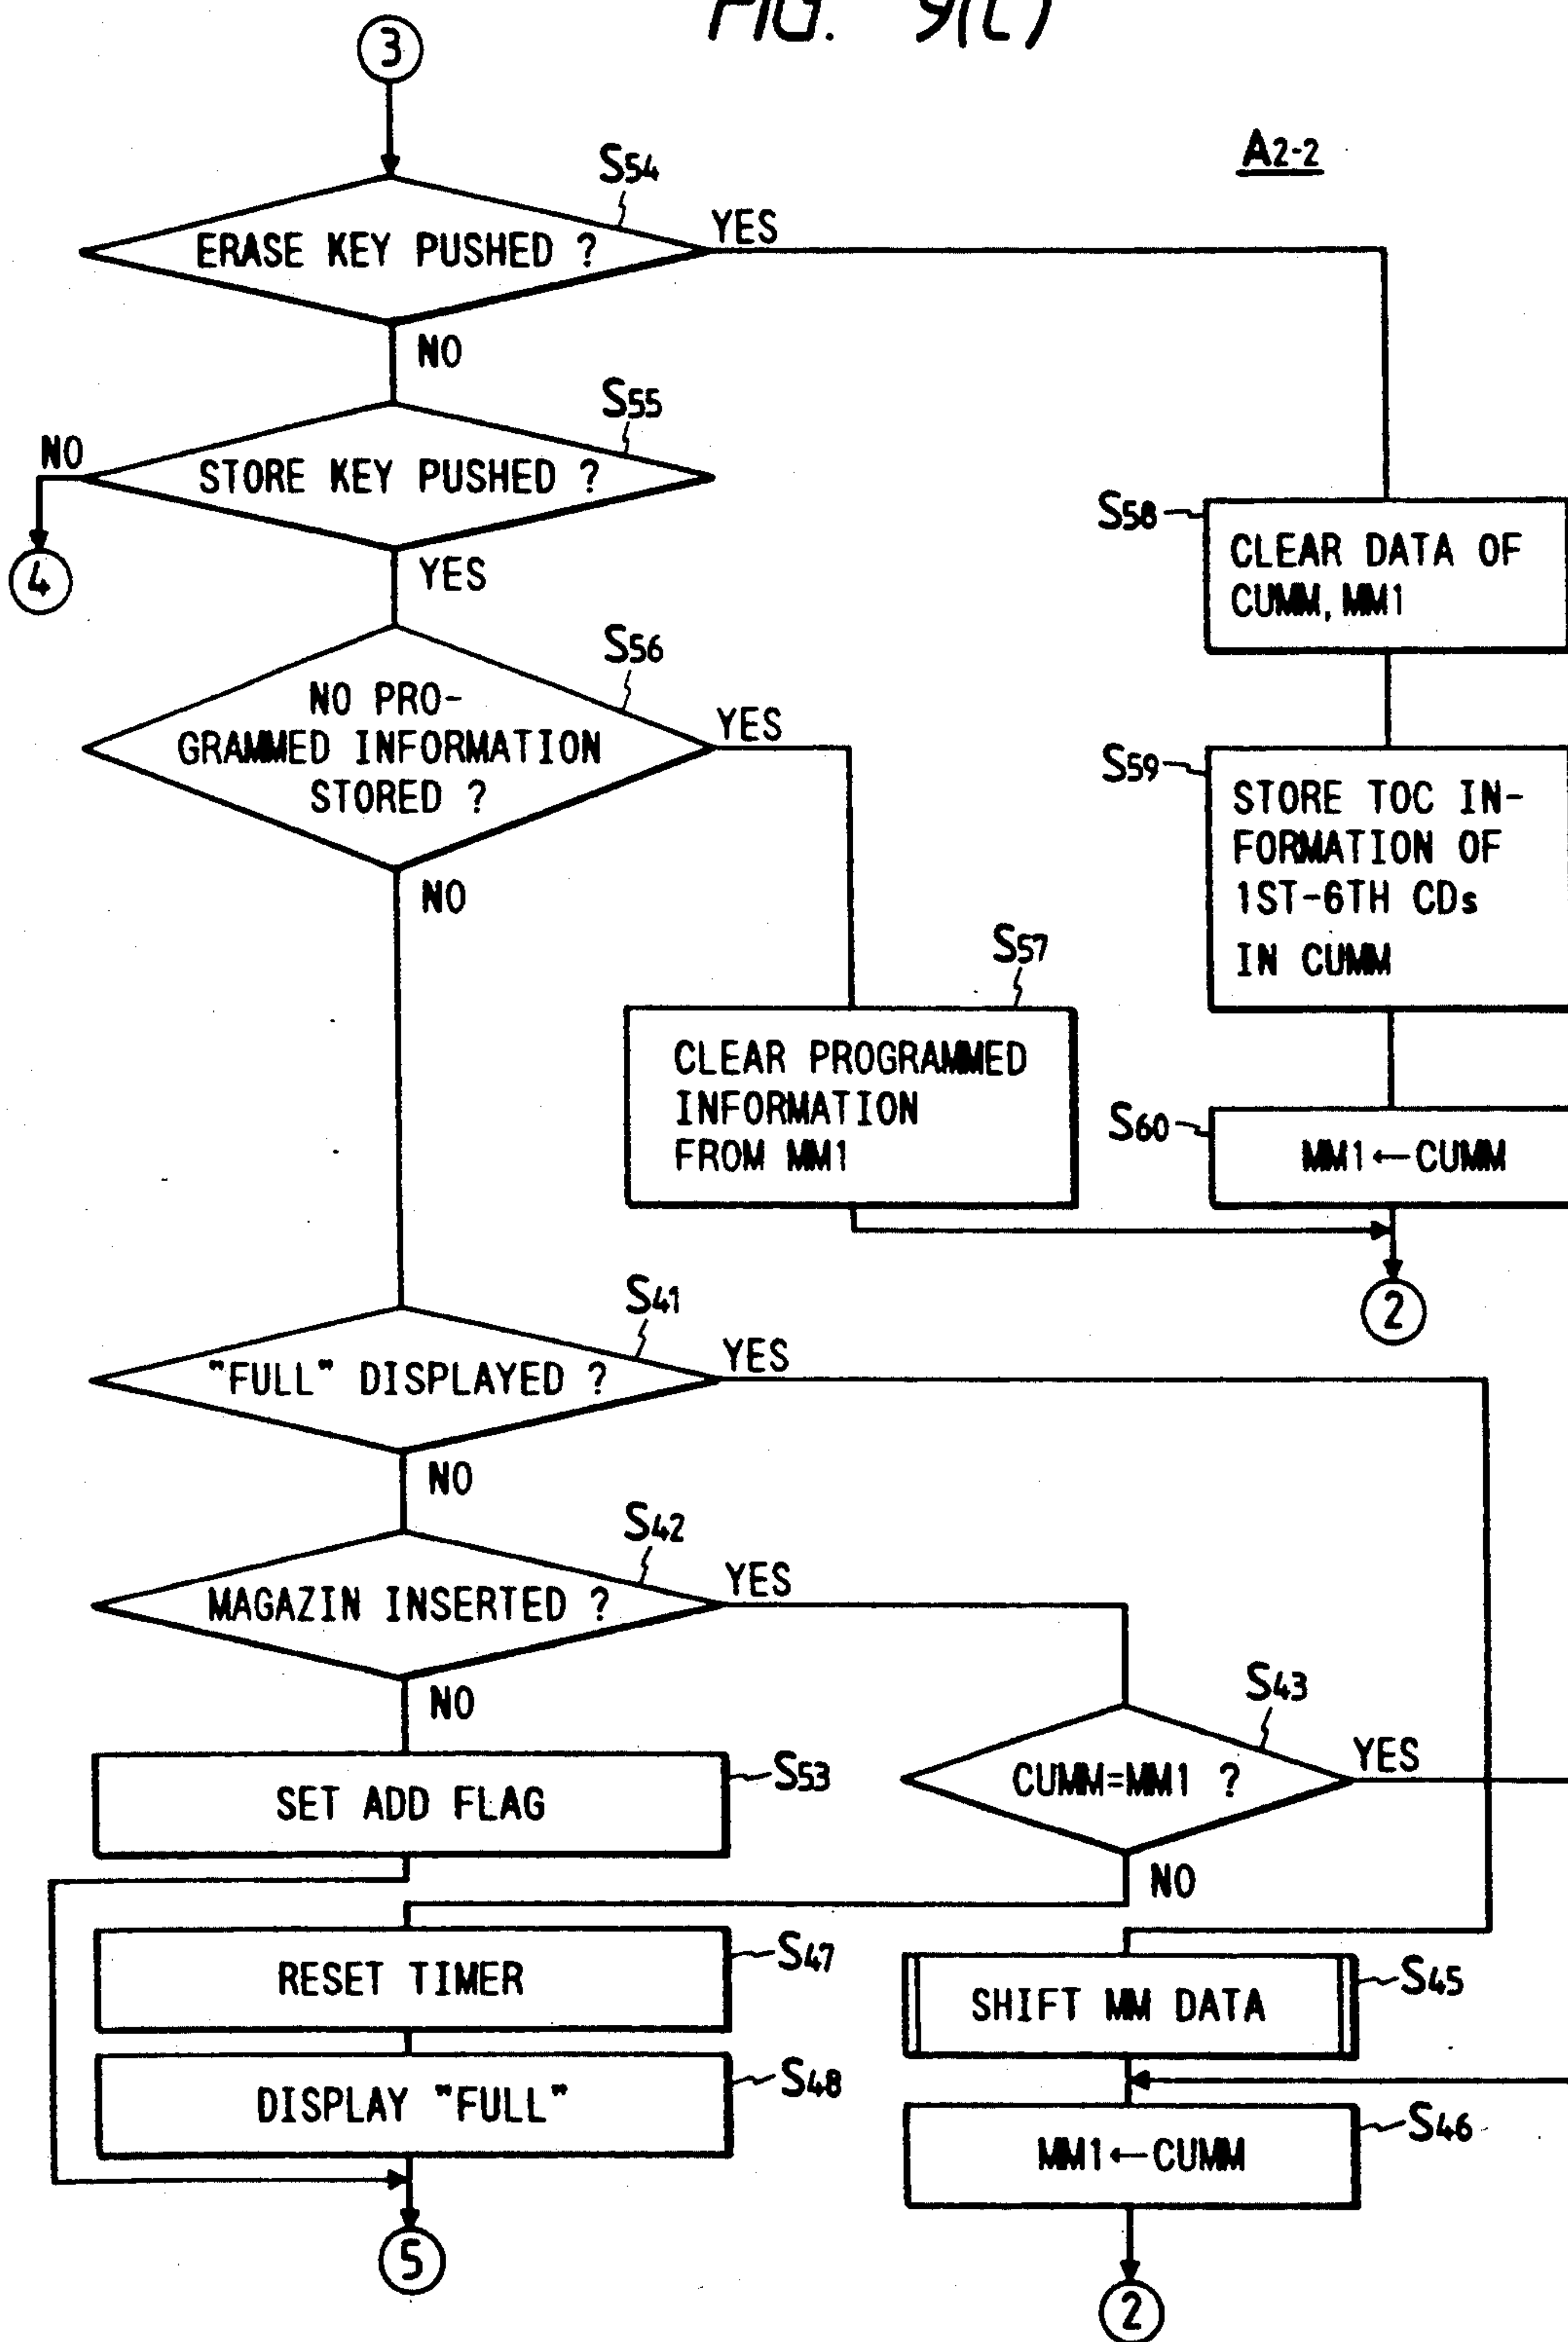 FIG. 9(C)
3
A2-2
S54
ERASE KEY PUSHED ?
YES
NO
S55
NO
STORE KEY PUSHED ?
4
YES
S58
CLEAR DATA OF
CUMM, MM1
S56
NO PRO-
GRAMMED INFORMATION
STORED ?
YES
NO
S59
STORE TOC IN-
FORMATION OF
1ST-6TH CDs
IN CUMM
S57
CLEAR PROGRAMMED
INFORMATION
FROM MM1
S60
MM1←CUMM
2
S41
"FULL" DISPLAYED ?
YES
NO
S42
MAGAZIN INSERTED ?
YES
NO
S43
CUMM=MM1 ?
YES
NO
S53
SET ADD FLAG
S47
RESET TIMER
S45
SHIFT MM DATA
S48
DISPLAY "FULL"
S46
MM1←CUMM
5
2